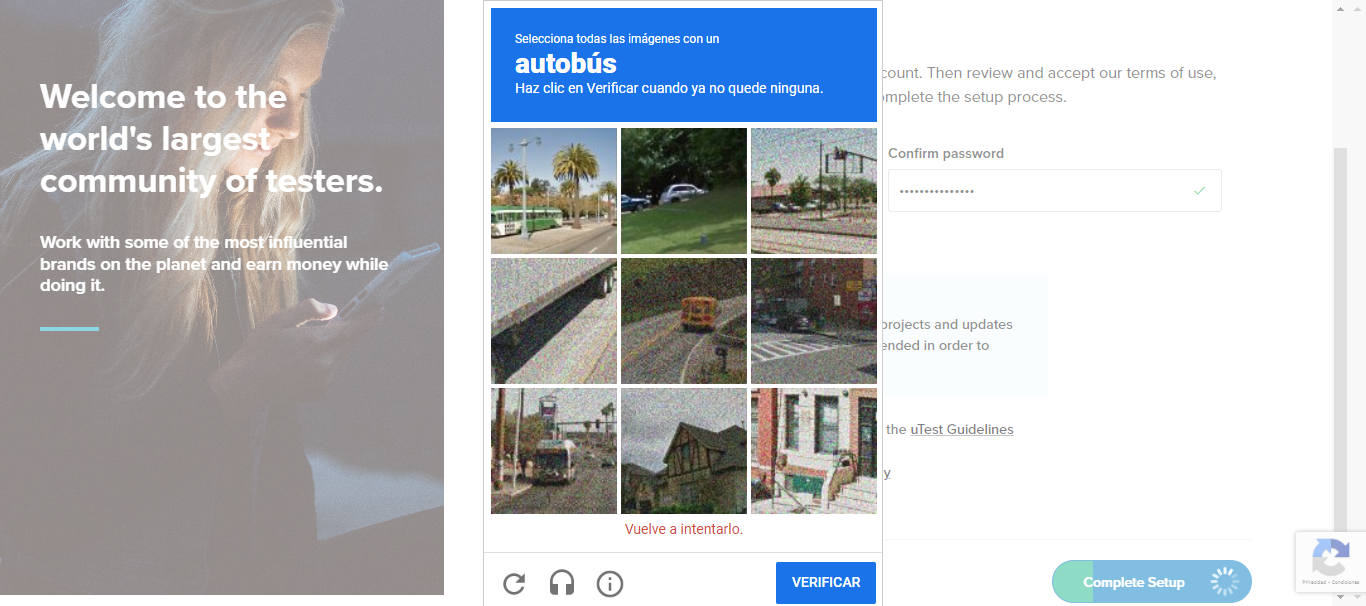 Welcome to the
world's largest
community of testers.
Work with some of the most influential
brands on the planet and earn money while
doing it.
Selecciona todas las imágenes con un
autobús
Haz clic en Verificar cuando ya no quede ninguna.
Vuelve a intentarlo.
VERIFICAR
count. Then review and accept our terms of use,
mplete the setup process.
Confirm password
projects and updates
ended in order to
the uTest Guidelines
y
Complete Setup
Privacidad - Condiciones